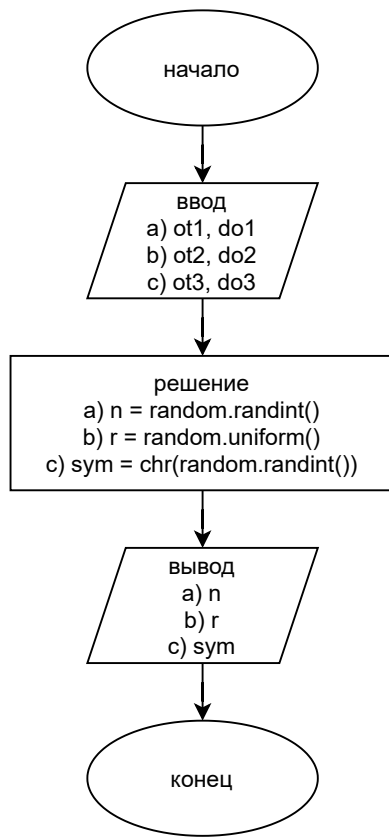 начало
ввод
a) ot1, do1
b) ot2, do2
c) ot3, do3
решение
a) n = random.randint()
b) r = random.uniform()
c) sym = chr(random.randint())
вывод
a) n
b) r
c) sym
конец